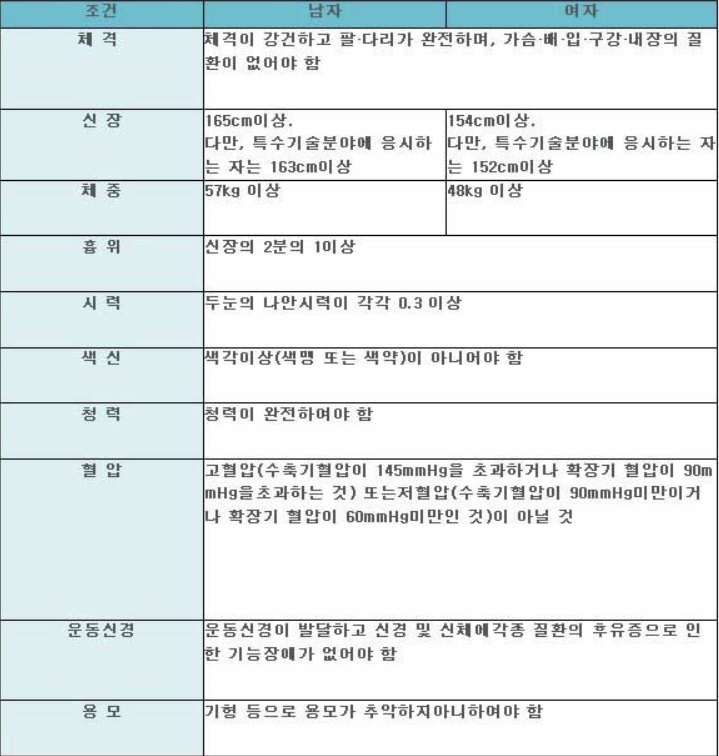 조건 남자 여자
체 격 체격이 강건하고 팔·다리가 완전하며, 가슴·배·입·구강·내장의 질
환이 없어야 함
신 장 165cm이상. 154cm이상.
다만, 특수기술분야에 응시하 다만, 특수기술분야에 응시하는 자
는 자는 163cm이상 는 152cm이상
체 중 57kg 이상 48kg 이상
흉 위 신장의 2분의 1이상
시 력 두눈의 나안시력이 각각 0.3 이상
색 신 색각이상(색맹 또는 색약)이 아니어야 함
청 력 청력이 완전하여야 함
혈 압 고혈압(수축기혈압이 145mmHg을 초과하거나 확장기 혈압이 90m
mHg을초과하는 것) 또는저혈압(수축기혈압이 90mmHg미만이거
나 확장기 혈압이 60mmHg미만인 것)이 아닐 것
운동신경 운동신경이 발달하고 신경 및 신체에각종 질환의 후유증으로 인
한 기능장애가 없어야 함
용 모 기형 등으로 용모가 추악하지아니하여야 함